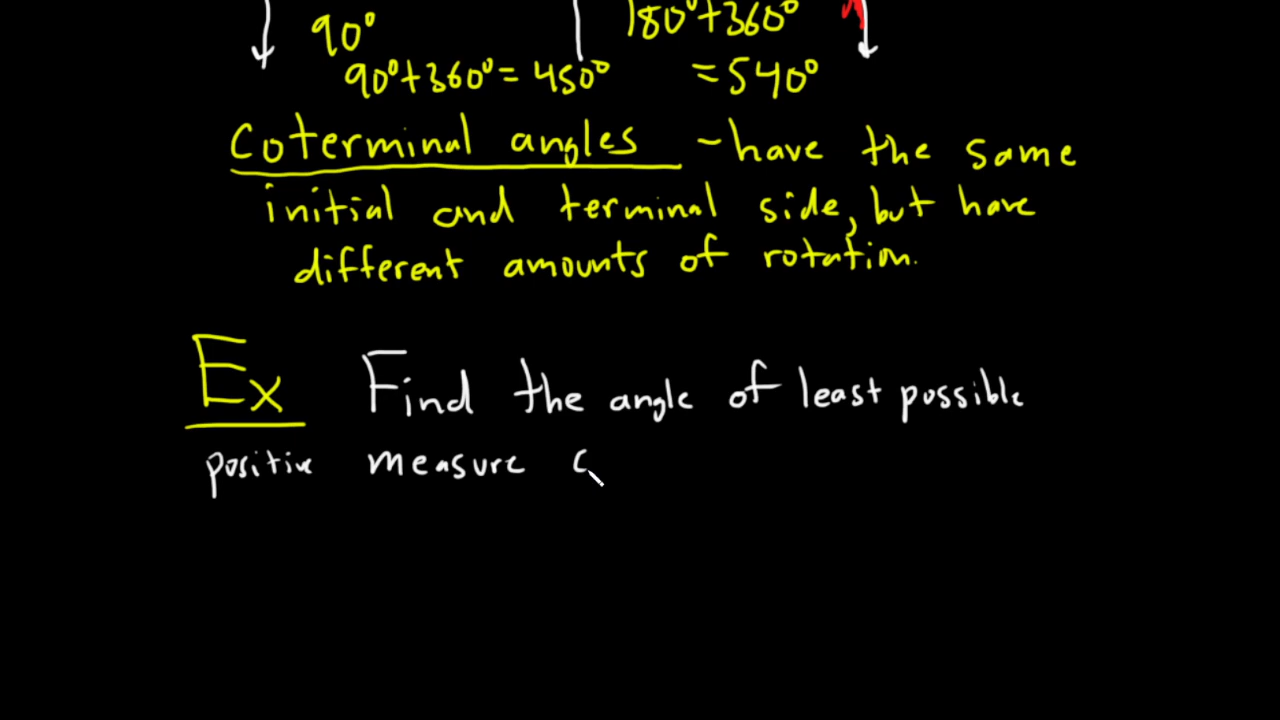 90° 180°+360°
90°+360°= 450° =540°
Coterminal angles - have the same
initial and terminal side, but have
different amounts of rotation.
Ex Find the angle of least possible
positive measure c